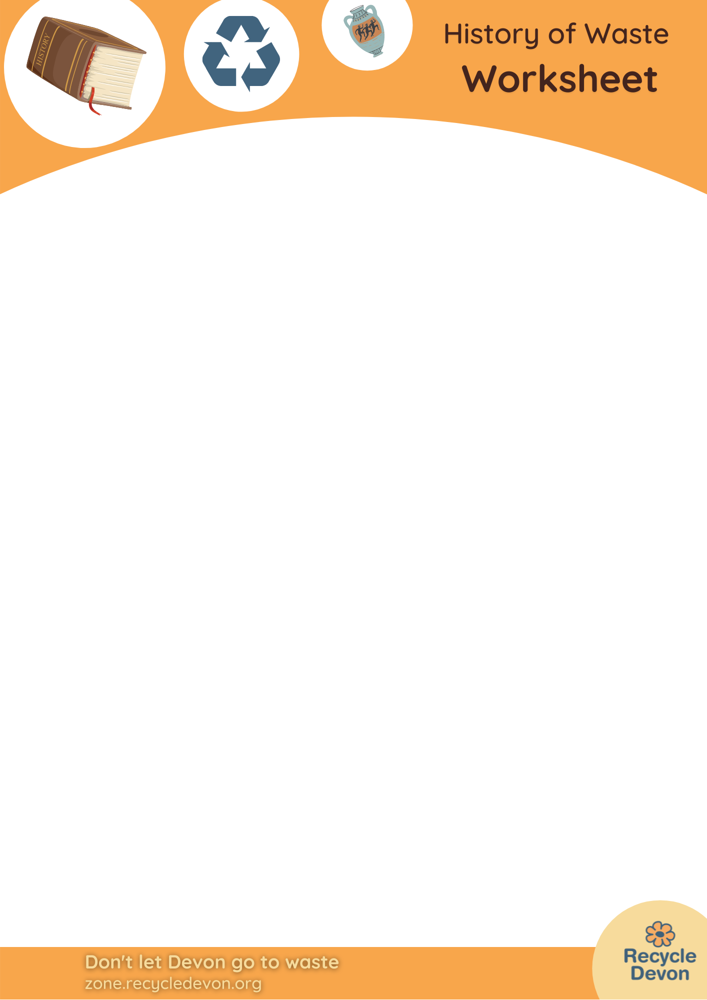 HISTORY
History of Waste
Worksheet
Don't let Devon go to waste
zone.recycledevon.org
Recycle
Devon